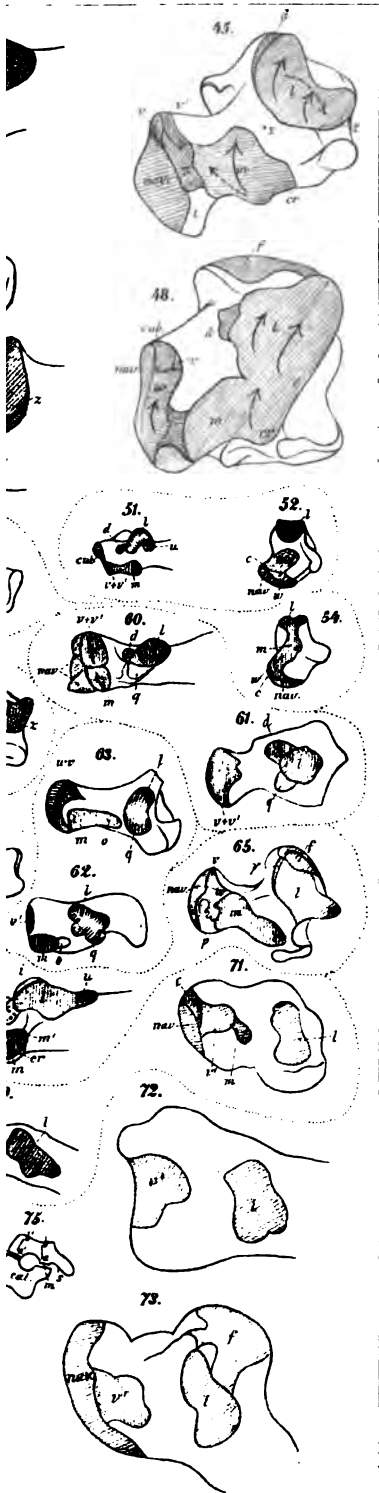 45.
β
l
v v'
z
x
nav.
m
t
cr
f
48.
cub.
nav.
v
d
l
w
m
51.
d l
u
cub
v+v' m
52.
l
c
nav w
z
v+v' 60.
d l
nav.
m q
54.
l
m
w
c nav.
z
61.
d
l
q
v+v'
63.
l
m o
q
62.
l
v'
m o
q
65.
v γ f
nav.
w
m
l
p
71.
c
nav
l
m
i
u
m'
m cr
l
72.
l
75.
cal. m s
73.
f
nav.
v''
l